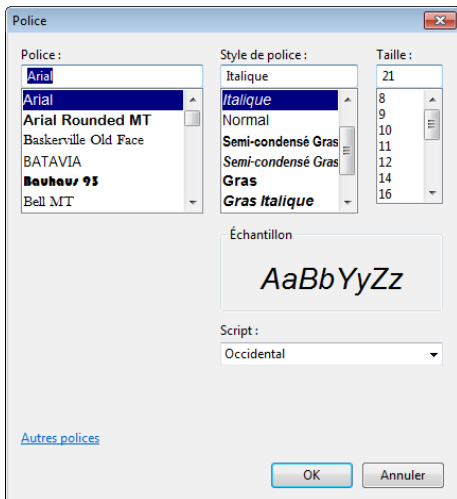 Police
Police :
Style de police :
Taille :
Arial
Italique
21
Arial
Arial Rounded MT
Baskerville Old Face
BATAVIA
Bauhaus 93
Bell MT
Italique
Normal
Semi-condensé Gras
Semi-condensé Gras
Gras
Gras Italique
8
9
10
11
12
14
16
Échantillon
AaBbYyZz
Script :
Occidental
Autres polices
OK
Annuler